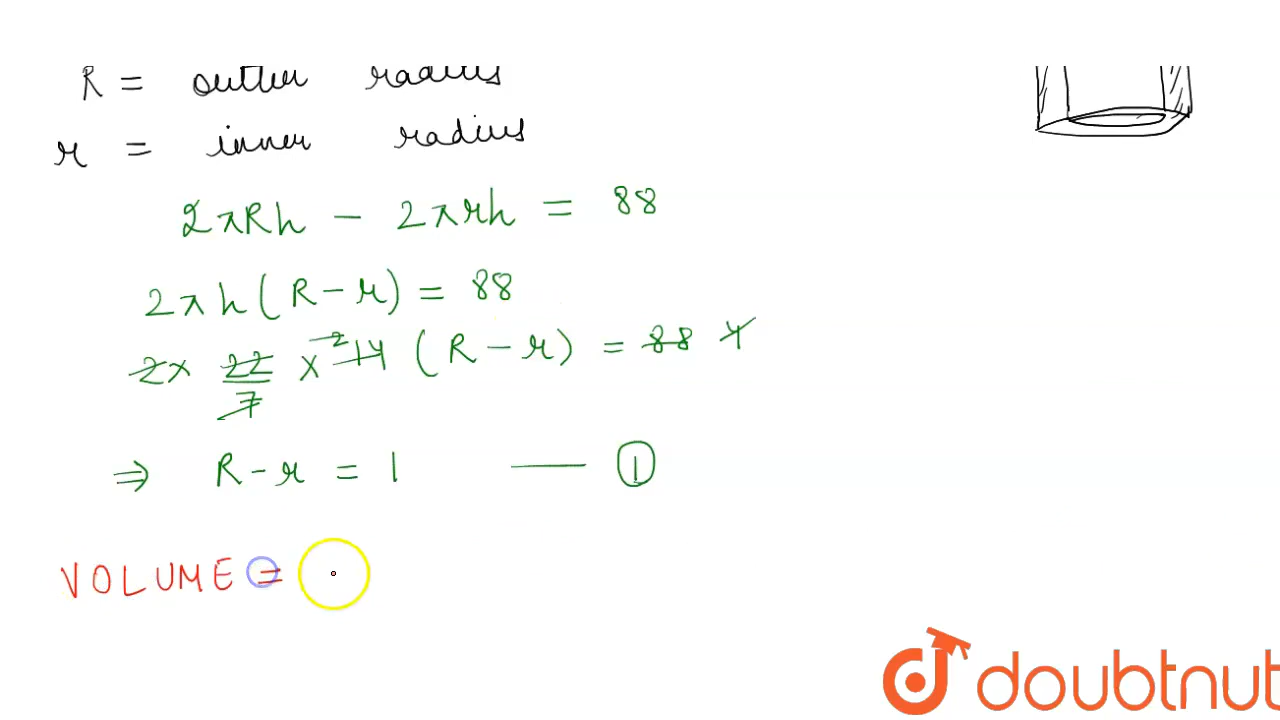 R = outer radius
r = inner radius
2πRh - 2πrh = 88
2πh (R-r) = 88
2x 22/7 x 14 2 (R-r) = 88 4
⇒ R-r = 1 —— ①
VOLUME =
doubtnut